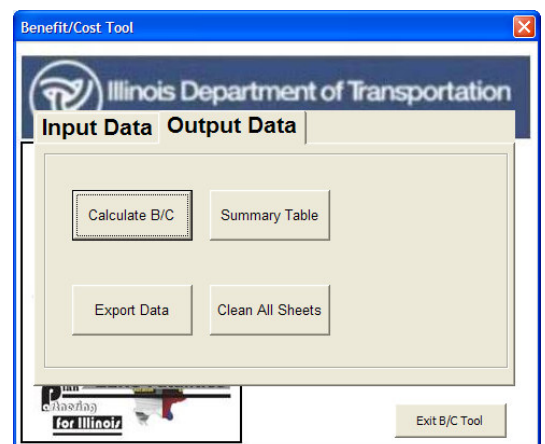 Benefit/Cost Tool
Illinois Department of Transportation
Input Data Output Data
Calculate B/C Summary Table
Export Data Clean All Sheets
for Illinois
Exit B/C Tool